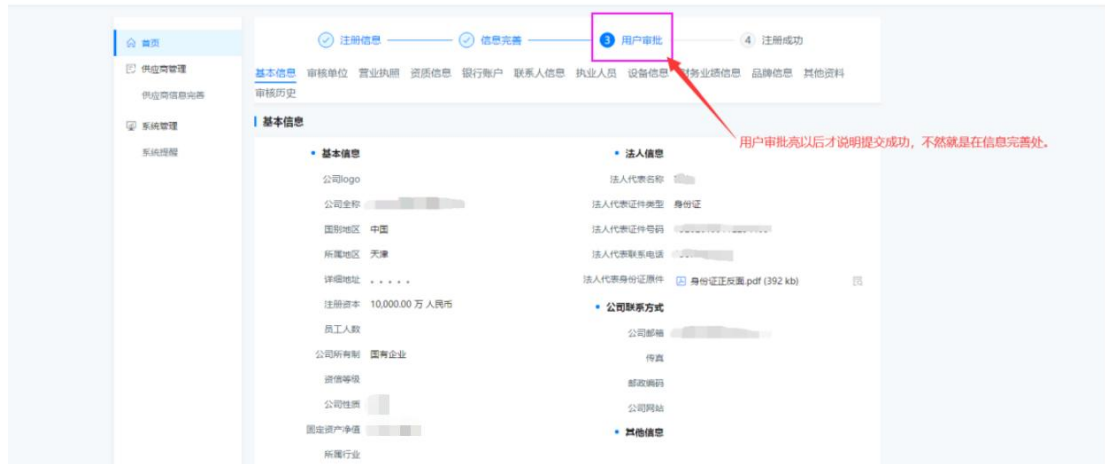 首页
供应商管理
供应商信息完善
系统管理
系统提醒
注册信息 信息完善 3 用户审批 4 注册成功
基本信息 审核单位 营业执照 资质信息 银行账户 联系人信息 执业人员 设备信息 财务业绩信息 品牌信息 其他资料
审核历史
基本信息
用户审批亮以后才说明提交成功，不然就是在信息完善处。
• 基本信息
公司logo
公司全称
国别地区 中国
所属地区 天津
详细地址 . . . . .
注册资本 10,000.00 万 人民币
员工人数
公司所有制 国有企业
资信等级
公司性质
固定资产净值
所属行业
• 法人信息
法人代表名称
法人代表证件类型 身份证
法人代表证件号码
法人代表联系电话
法人代表身份证原件 身份证正反面.pdf (392 kb)
• 公司联系方式
公司邮箱
传真
邮政编码
公司网站
• 其他信息